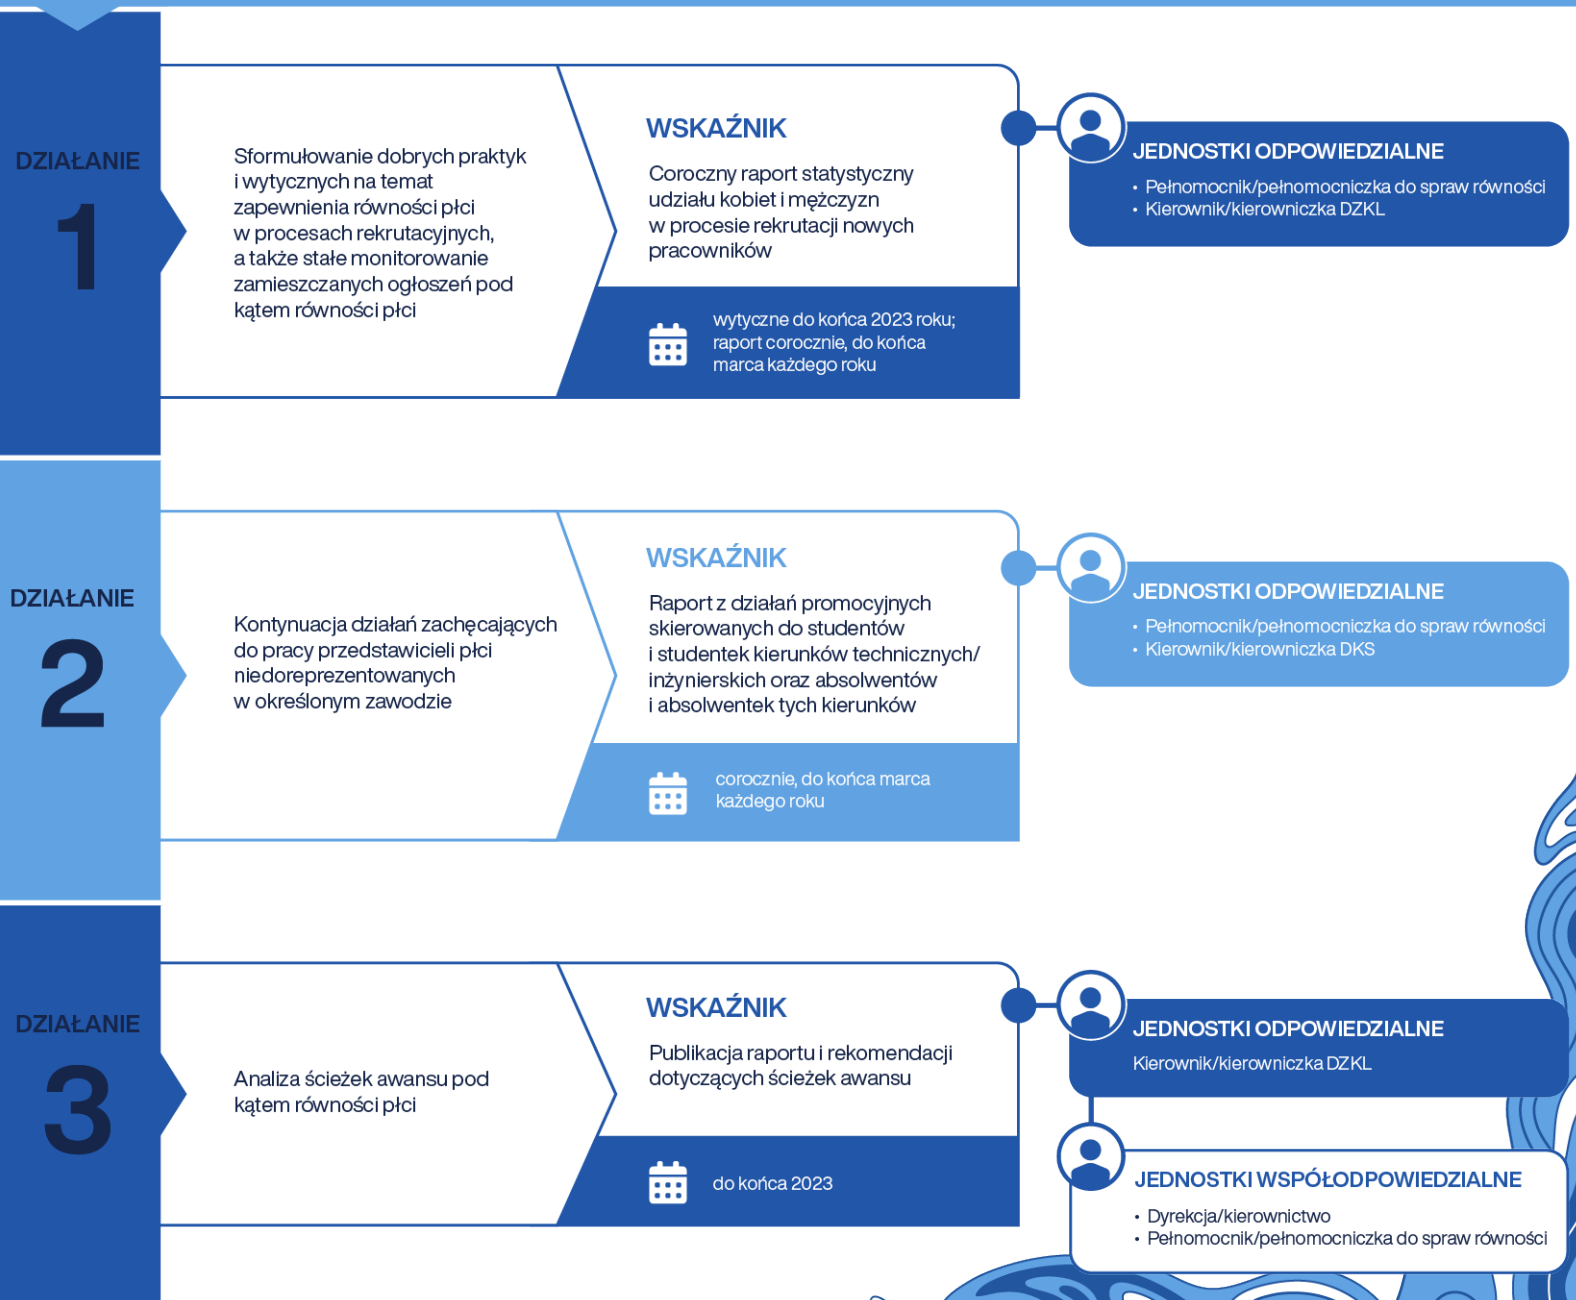 DZIAŁANIE
1
Sformułowanie dobrych praktyk
i wytycznych na temat
zapewnienia równości płci
w procesach rekrutacyjnych,
a także stałe monitorowanie
zamieszczanych ogłoszeń pod
kątem równości płci
WSKAŹNIK
Coroczny raport statystyczny
udziału kobiet i mężczyzn
w procesie rekrutacji nowych
pracowników
wytyczne do końca 2023 roku;
raport corocznie, do końca
marca każdego roku
JEDNOSTKI ODPOWIEDZIALNE
• Pełnomocnik/pełnomocniczka do spraw równości
• Kierownik/kierowniczka DZKL
DZIAŁANIE
2
Kontynuacja działań zachęcających
do pracy przedstawicieli płci
niedoreprezentowanych
w określonym zawodzie
WSKAŹNIK
Raport z działań promocyjnych
skierowanych do studentów
i studentek kierunków technicznych/
inżynierskich oraz absolwentów
i absolwentek tych kierunków
corocznie, do końca marca
każdego roku
JEDNOSTKI ODPOWIEDZIALNE
• Pełnomocnik/pełnomocniczka do spraw równości
• Kierownik/kierowniczka DKS
DZIAŁANIE
3
Analiza ścieżek awansu pod
kątem równości płci
WSKAŹNIK
Publikacja raportu i rekomendacji
dotyczących ścieżek awansu
do końca 2023
JEDNOSTKI ODPOWIEDZIALNE
Kierownik/kierowniczka DZKL
JEDNOSTKI WSPÓŁODPOWIEDZIALNE
• Dyrekcja/kierownictwo
• Pełnomocnik/pełnomocniczka do spraw równości